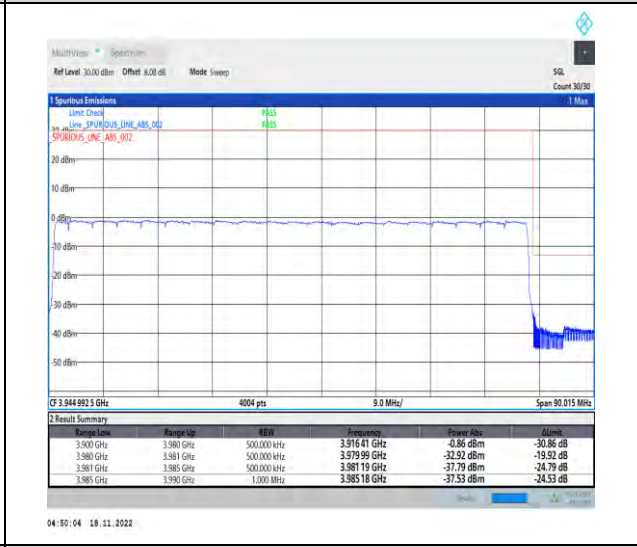 MultiView Spectrum
Ref Level 30.00 dBm Offset 8.08 dB Mode Sweep SGL
Count 30/30
1 Spurious Emissions 1 Max
Limit Check PASS
Line _SPURIOUS_LINE_ABS_002 PASS
_SPURIOUS_LINE_ABS_002
20 dBm
10 dBm
0 dBm
-10 dBm
-20 dBm
-30 dBm
-40 dBm
-50 dBm
CF 3.944 992 5 GHz 4004 pts 9.0 MHz/ Span 90.015 MHz
2 Result Summary
Range Low Range Up RBW Frequency Power Abs ΔLimit
3.900 GHz 3.980 GHz 500.000 kHz 3.916 41 GHz -0.86 dBm -30.86 dB
3.980 GHz 3.981 GHz 500.000 kHz 3.979 99 GHz -32.92 dBm -19.92 dB
3.981 GHz 3.985 GHz 500.000 kHz 3.981 19 GHz -37.79 dBm -24.79 dB
3.985 GHz 3.990 GHz 1.000 MHz 3.985 18 GHz -37.53 dBm -24.53 dB
04:50:04 18.11.2022